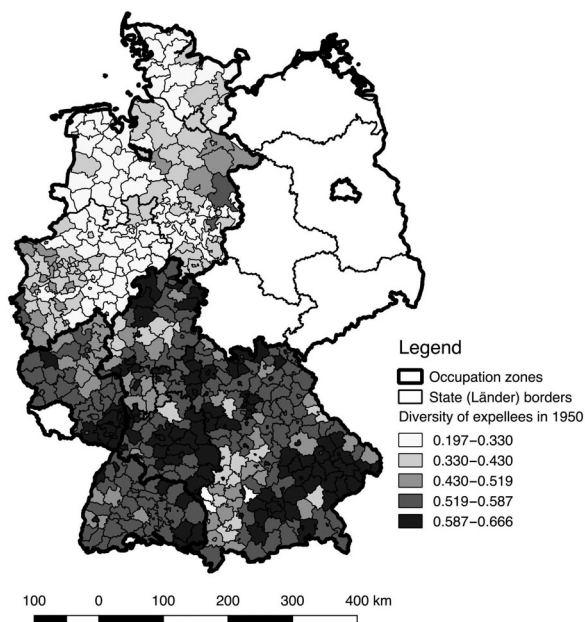 Legend
Occupation zones
State (Länder) borders
Diversity of expellees in 1950
0.197–0.330
0.330–0.430
0.430–0.519
0.519–0.587
0.587–0.666
100 0 100 200 300 400 km